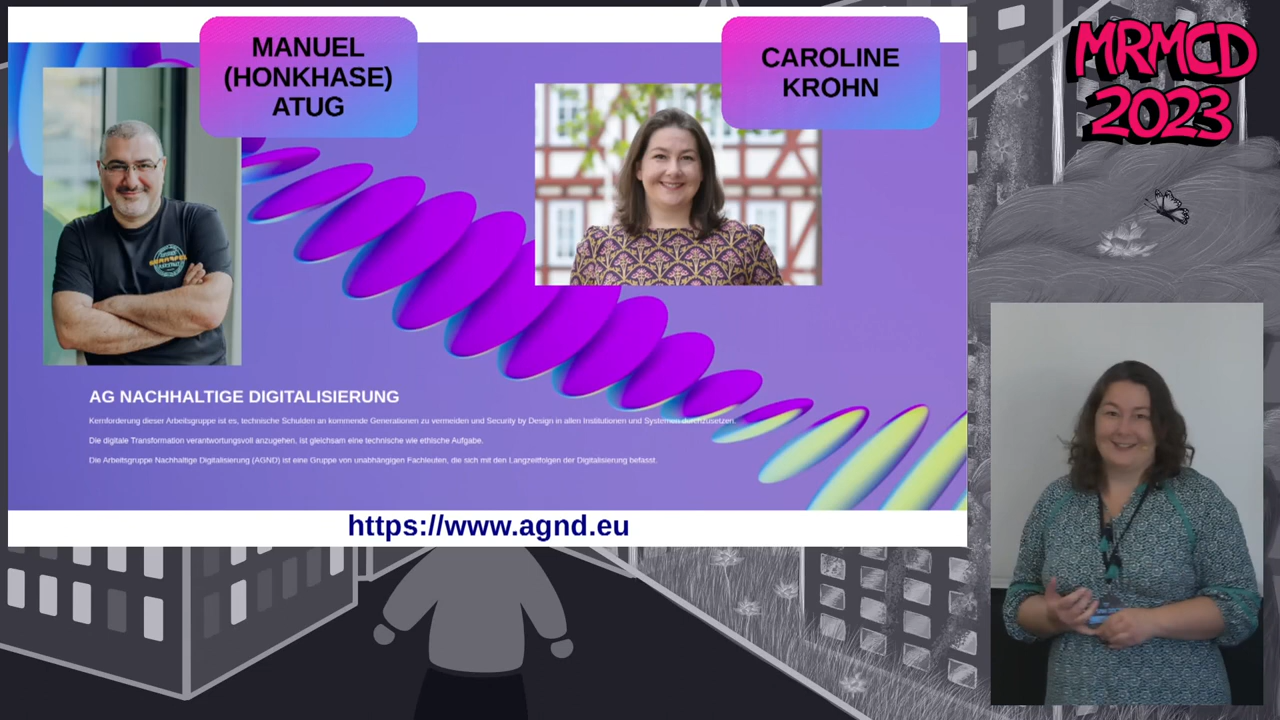 MANUEL
(HONKHASE)
ATUG
CAROLINE
KROHN
MRMCD
2023
AG NACHHALTIGE DIGITALISIERUNG
Kernforderung dieser Arbeitsgruppe ist es, technische Schulden an kommende Generationen zu vermeiden und Security by Design in allen Institutionen und Systemen durchzusetzen.
Die digitale Transformation verantwortungsvoll anzugehen, ist gleichsam eine technische wie ethische Aufgabe.
Die Arbeitsgruppe Nachhaltige Digitalisierung (AGND) ist eine Gruppe von unabhängigen Fachleuten, die sich mit den Langzeitfolgen der Digitalisierung befasst.
https://www.agnd.eu